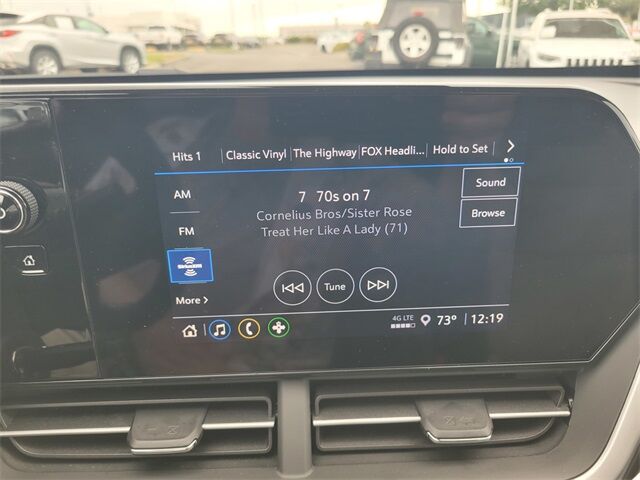 Hits 1 Classic Vinyl The Highway FOX Headli... Hold to Set
AM
FM
SiriusXM
More
7 70s on 7
Cornelius Bros/Sister Rose
Treat Her Like A Lady (71)
Sound
Browse
Tune
4G LTE
73° 12:19